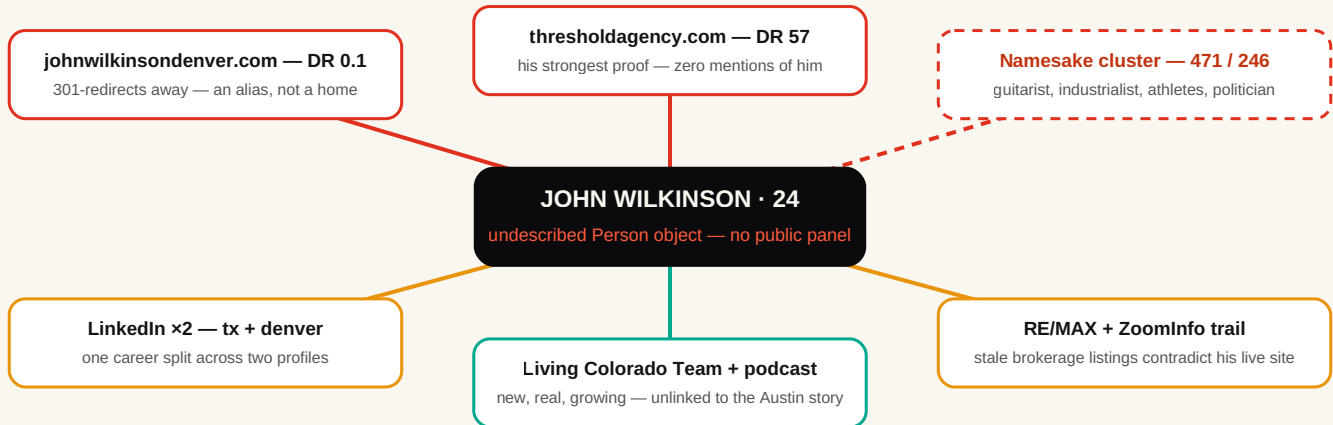 johnwilkinsondenver.com — DR 0.1
301-redirects away — an alias, not a home
thresholdagency.com — DR 57
his strongest proof — zero mentions of him
Namesake cluster — 471 / 246
guitarist, industrialist, athletes, politician
JOHN WILKINSON · 24
undescribed Person object — no public panel
LinkedIn ×2 — tx + denver
one career split across two profiles
Living Colorado Team + podcast
new, real, growing — unlinked to the Austin story
RE/MAX + ZoomInfo trail
stale brokerage listings contradict his live site